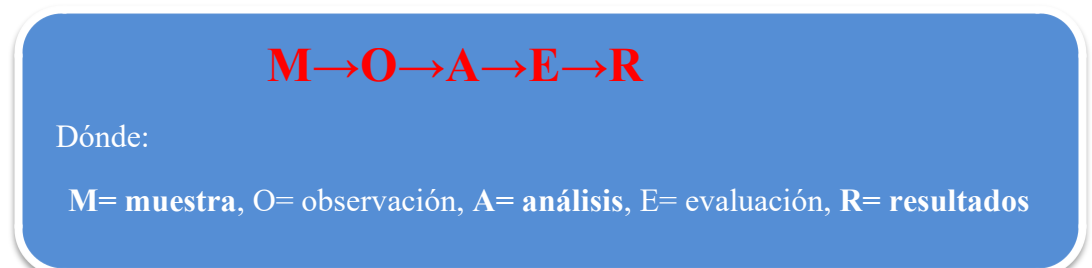 M→O→A→E→R
Dónde:
M= muestra, O= observación, A= análisis, E= evaluación, R= resultados